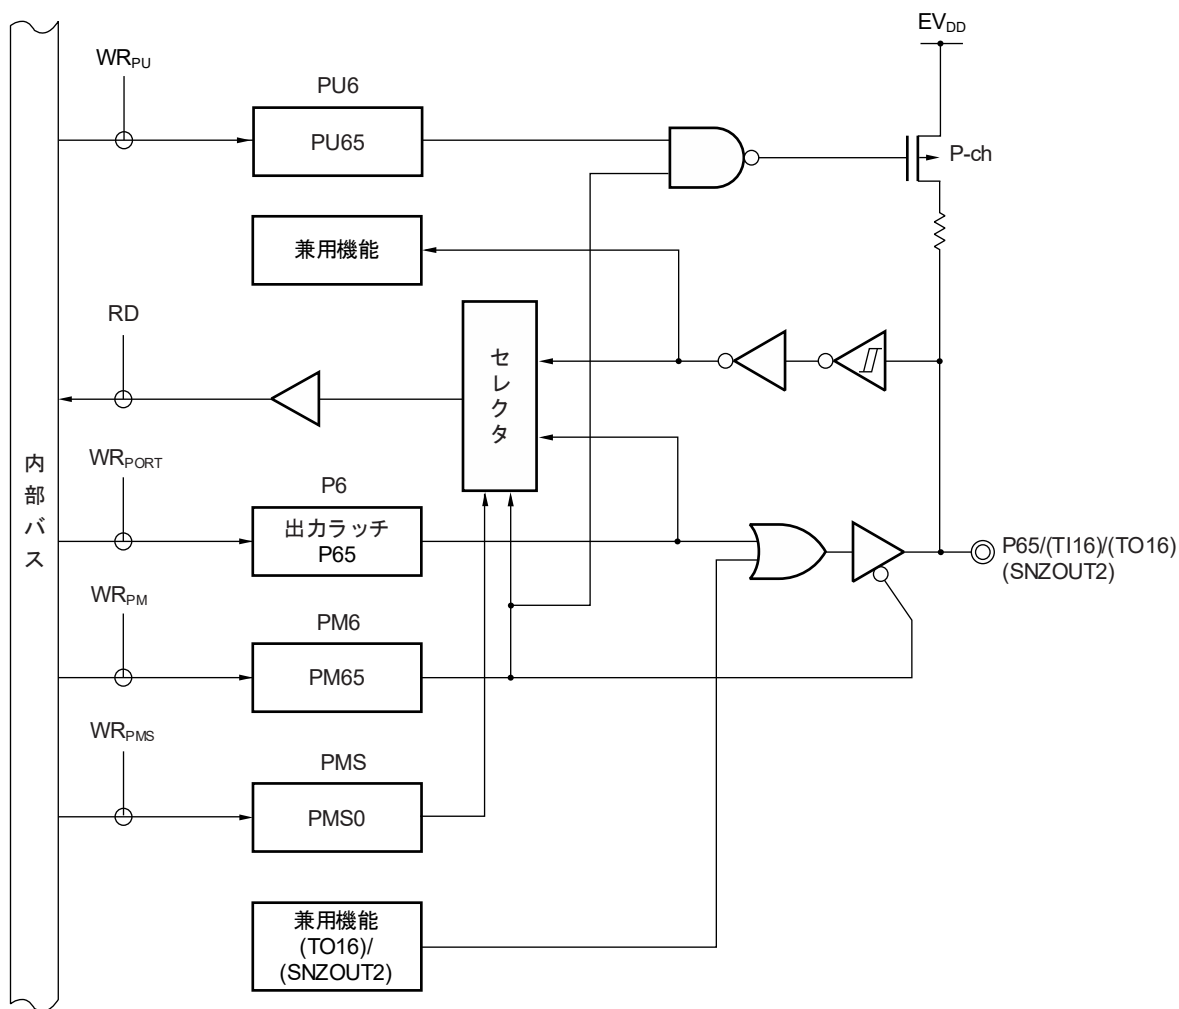 EVDD
WRPU
PU6
PU65
P-ch
兼用機能
RD
セレクタ
内部バス
WRPORT
P6
出力ラッチ
P65
P65/(TI16)/(TO16)
(SNZOUT2)
WRPM
PM6
PM65
WRPMS
PMS
PMS0
兼用機能
(TO16)/
(SNZOUT2)